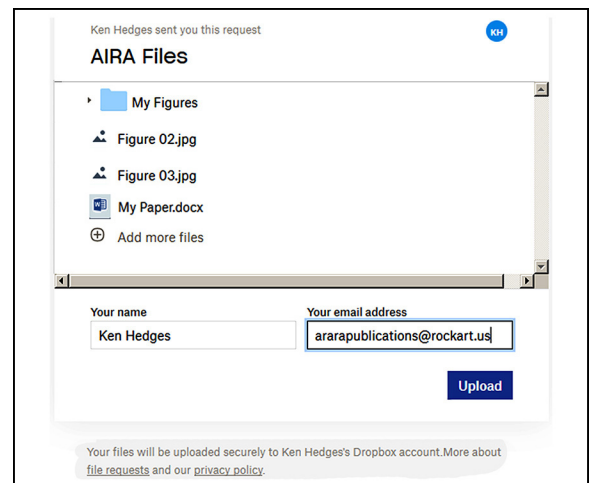 Ken Hedges sent you this request
KH
AIRA Files
My Figures
Figure 02.jpg
Figure 03.jpg
My Paper.docx
Add more files
Your name
Your email address
Ken Hedges
ararapublications@rockart.us
Upload
Your files will be uploaded securely to Ken Hedges's Dropbox account.More about
file requests and our privacy policy.